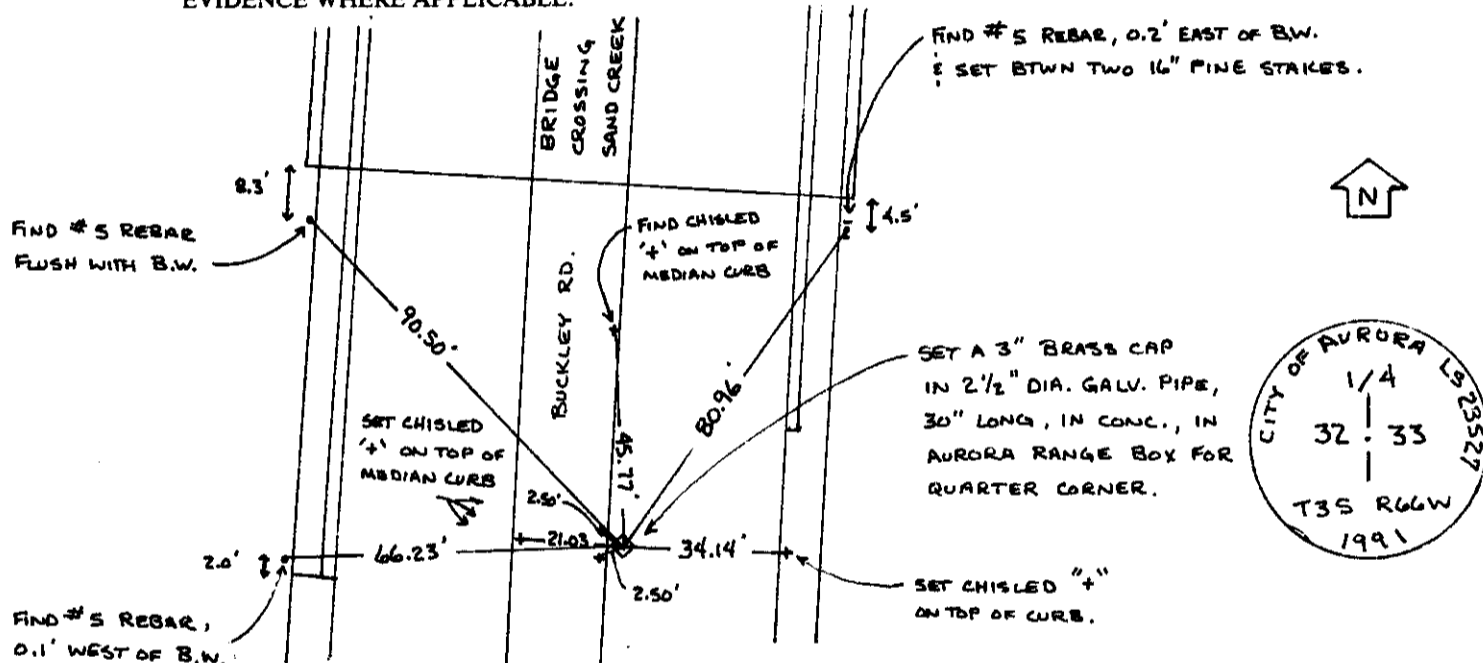 EVIDENCE WHERE APPLICABLE.
BRIDGE
CROSSING
SAND CREEK
FIND #5 REBAR, 0.2' EAST OF B.W.
& SET BTWN TWO 16" PINE STAKES.
8.3'
4.5'
N
FIND #5 REBAR
FLUSH WITH B.W.
FIND CHISLED
'+' ON TOP OF
MEDIAN CURB
BUCKLEY RD.
90.50'
80.96'
45.77'
SET A 3" BRASS CAP
IN 2 1/2" DIA. GALV. PIPE,
30" LONG, IN CONC., IN
AURORA RANGE BOX FOR
QUARTER CORNER.
CITY OF AURORA LS 23527
1/4
32 33
T3S R66W
1991
SET CHISLED
'+' ON TOP OF
MEDIAN CURB
2.50'
2.0'
66.23'
21.03
34.14'
2.50'
SET CHISLED "+"
ON TOP OF CURB.
FIND #5 REBAR,
0.1' WEST OF B.W.